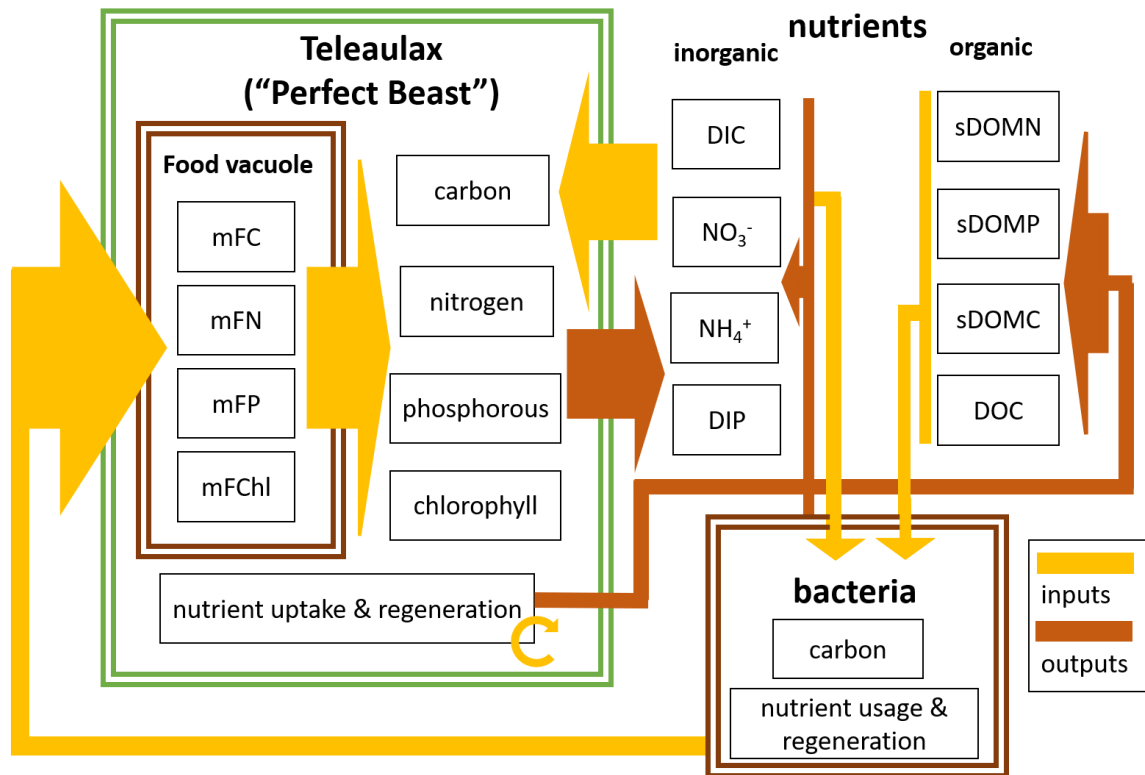 Teleaulax
(“Perfect Beast”)
Food vacuole
mFC
mFN
mFP
mFChl
carbon
nitrogen
phosphorous
chlorophyll
nutrient uptake & regeneration
nutrients
inorganic
organic
DIC
NO₃⁻
NH₄⁺
DIP
sDOMN
sDOMP
sDOMC
DOC
bacteria
carbon
nutrient usage &
regeneration
inputs
outputs